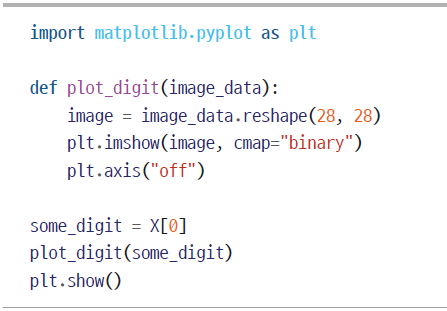 import matplotlib.pyplot as plt
def plot_digit(image_data):
    image = image_data.reshape(28, 28)
    plt.imshow(image, cmap="binary")
    plt.axis("off")
some_digit = X[0]
plot_digit(some_digit)
plt.show()